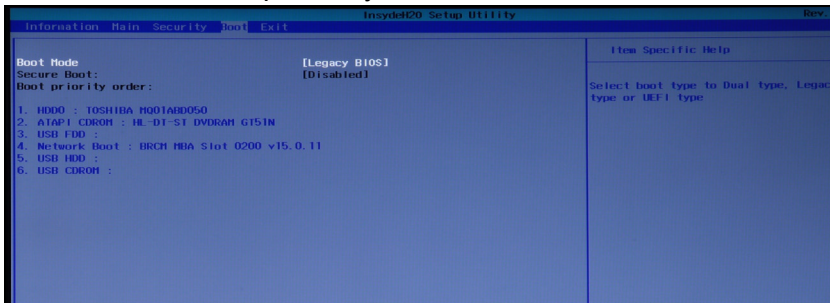 InsydeH20 Setup Utility Rev.
Information Main Security Boot Exit
Item Specific Help
Boot Mode [Legacy BIOS]
Secure Boot: [Disabled]
Boot priority order:
Select boot type to Dual type, Legac
type or UEFI type
1. HDD0 : TOSHIBA MQ01ABD050
2. ATAPI CDROM : HL-DT-ST DVDRAM G151N
3. USB FDD :
4. Network Boot : BRCM MBA Slot 0200 v15.0.11
5. USB HDD :
6. USB CDROM :